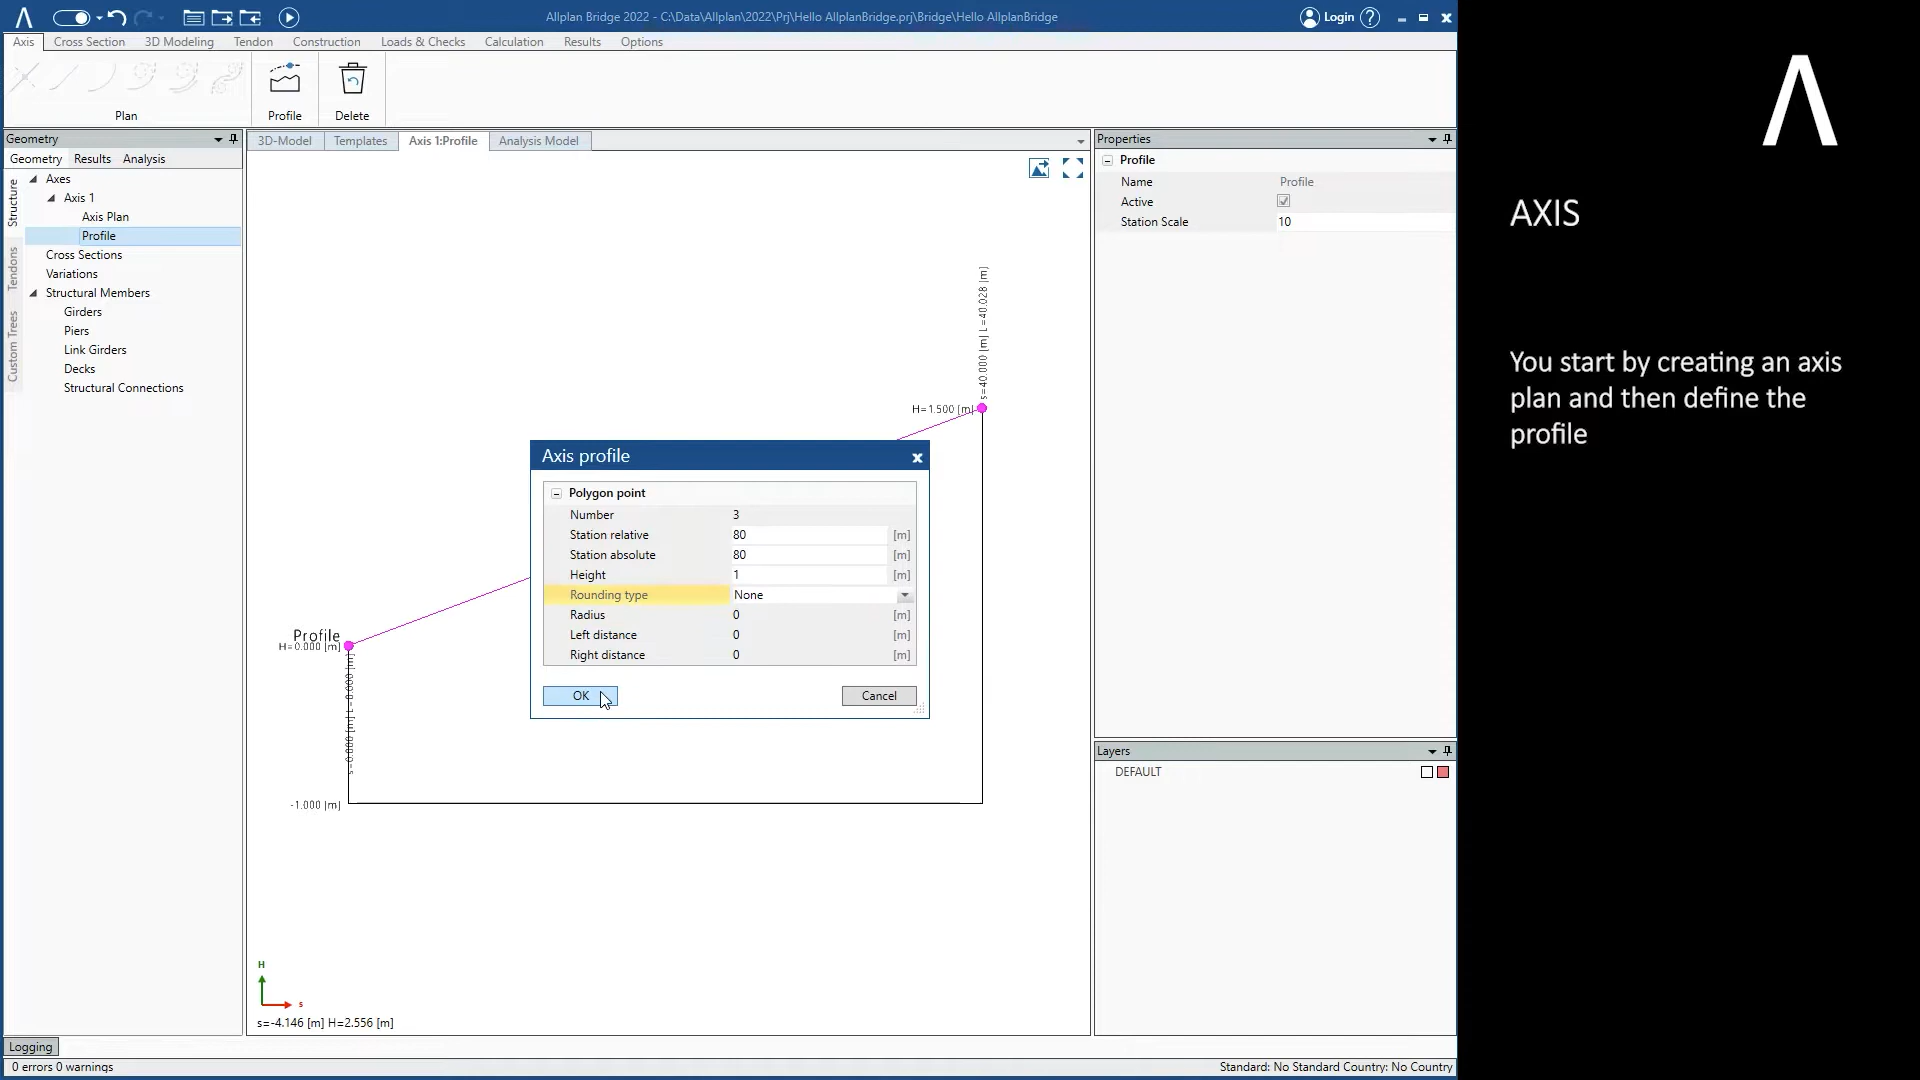 Allplan Bridge 2022 - C:\Data\Allplan\2022\Prj\Hello AllplanBridge.prj\Bridge\Hello AllplanBridge
Login ?
Axis Cross Section 3D Modeling Tendon Construction Loads & Checks Calculation Results Options
Plan Profile Delete
Geometry
Geometry Results Analysis
Structure
Tendons
Custom Trees
Axes
Axis 1
Axis Plan
Profile
Cross Sections
Variations
Structural Members
Girders
Piers
Link Girders
Decks
Structural Connections
3D-Model Templates Axis 1:Profile Analysis Model
s=40.000 [m] L=40.028 [m]
H=1.500 [m]
Profile
H=0.000 [m]
s=0.000 [m] L=0.000 [m]
-1.000 [m]
Axis profile
Polygon point
Number 3
Station relative 80 [m]
Station absolute 80 [m]
Height 1 [m]
Rounding type None
Radius 0 [m]
Left distance 0 [m]
Right distance 0 [m]
OK Cancel
H
s
s=-4.146 [m] H=2.556 [m]
Properties
Profile
Name Profile
Active
Station Scale 10
Layers
DEFAULT
Logging
0 errors 0 warnings
Standard: No Standard Country: No Country
AXIS
You start by creating an axis
plan and then define the
profile